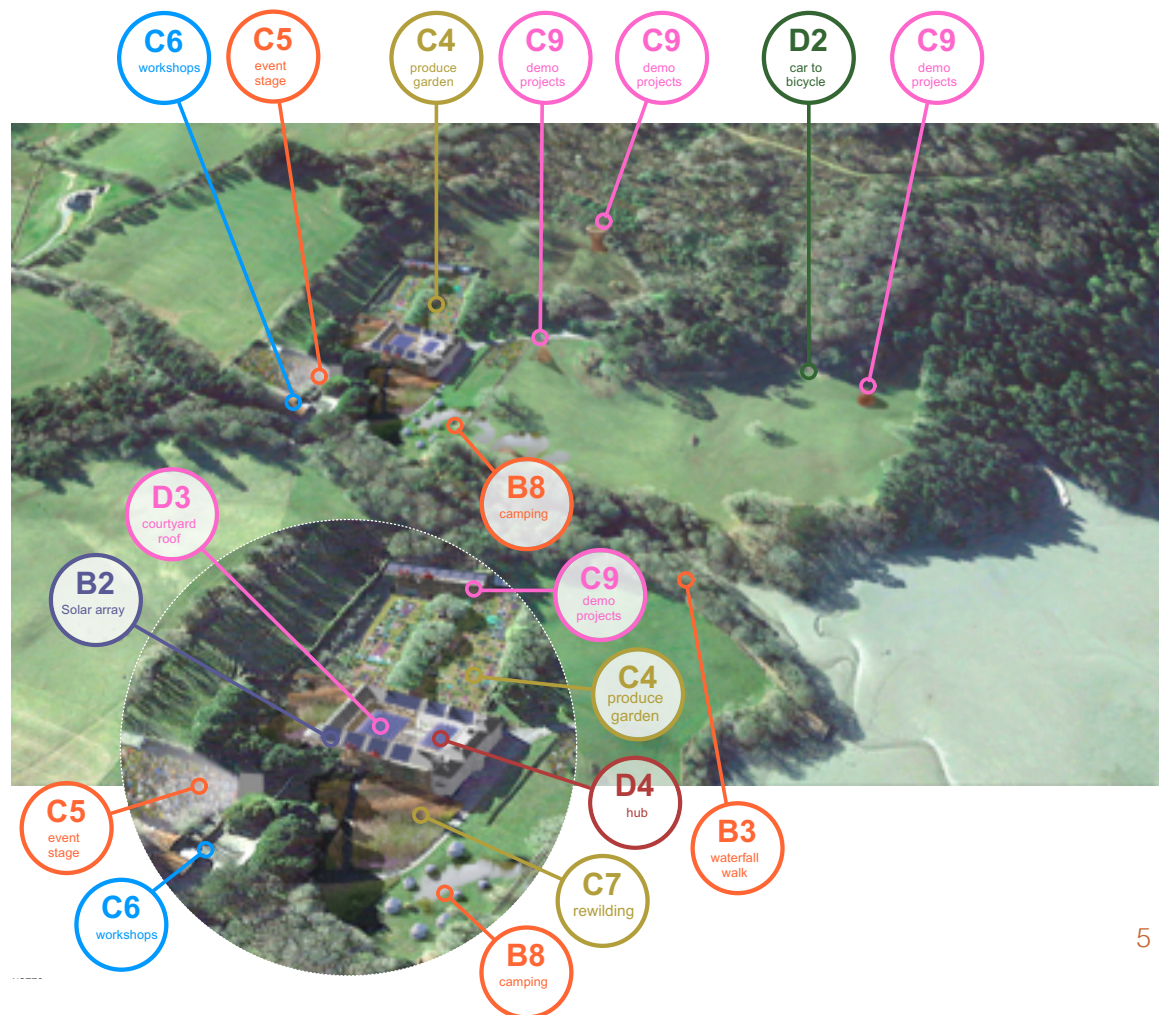 C6
workshops
C5
event
stage
C4
produce
garden
C9
demo
projects
C9
demo
projects
D2
car to
bicycle
C9
demo
projects
B8
camping
D3
courtyard
roof
B2
Solar array
C9
demo
projects
C4
produce
garden
D4
hub
C5
event
stage
B3
waterfall
walk
C7
rewilding
C6
workshops
B8
camping
5